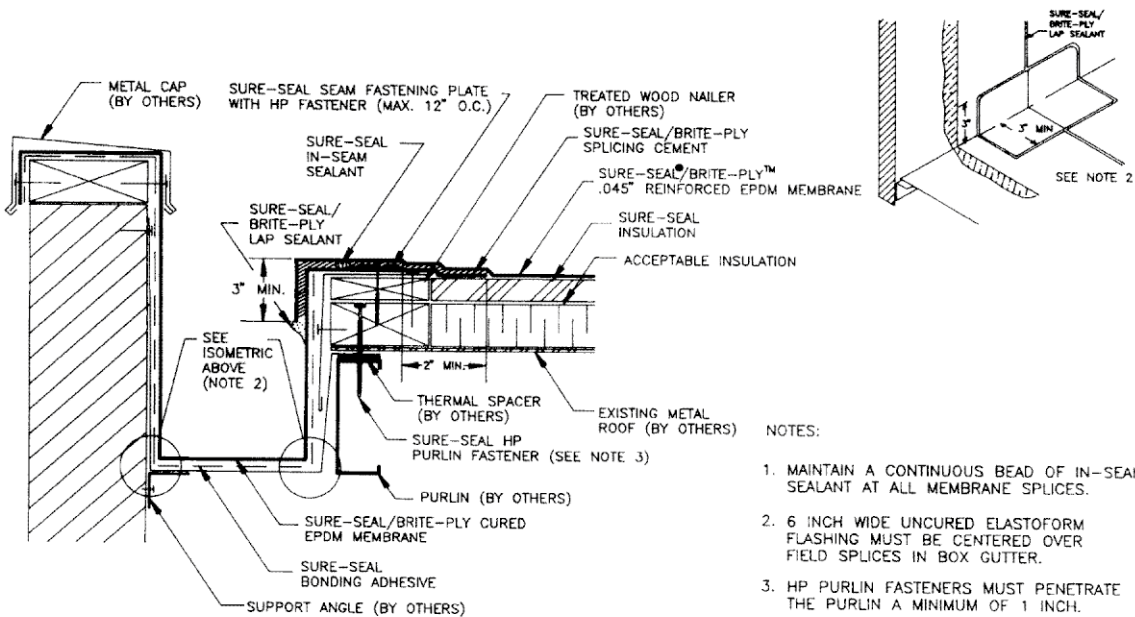 SURE-SEAL/
BRITE-PLY
LAP SEALANT
3"
3" MIN
SEE NOTE 2
METAL CAP
(BY OTHERS)
SURE-SEAL SEAM FASTENING PLATE
WITH HP FASTENER (MAX. 12" O.C.)
TREATED WOOD NAILER
(BY OTHERS)
SURE-SEAL
IN-SEAM
SEALANT
SURE-SEAL/BRITE-PLY
SPLICING CEMENT
SURE-SEAL/BRITE-PLY™
.045" REINFORCED EPDM MEMBRANE
SURE-SEAL/
BRITE-PLY
LAP SEALANT
SURE-SEAL
INSULATION
ACCEPTABLE INSULATION
3" MIN.
SEE
ISOMETRIC
ABOVE
(NOTE 2)
2" MIN.
THERMAL SPACER
(BY OTHERS)
EXISTING METAL
ROOF (BY OTHERS)
SURE-SEAL HP
PURLIN FASTENER (SEE NOTE 3)
PURLIN (BY OTHERS)
SURE-SEAL/BRITE-PLY CURED
EPDM MEMBRANE
SURE-SEAL
BONDING ADHESIVE
SUPPORT ANGLE (BY OTHERS)
NOTES:
1. MAINTAIN A CONTINUOUS BEAD OF IN-SEA
SEALANT AT ALL MEMBRANE SPLICES.
2. 6 INCH WIDE UNCURED ELASTOFORM
FLASHING MUST BE CENTERED OVER
FIELD SPLICES IN BOX GUTTER.
3. HP PURLIN FASTENERS MUST PENETRATE
THE PURLIN A MINIMUM OF 1 INCH.